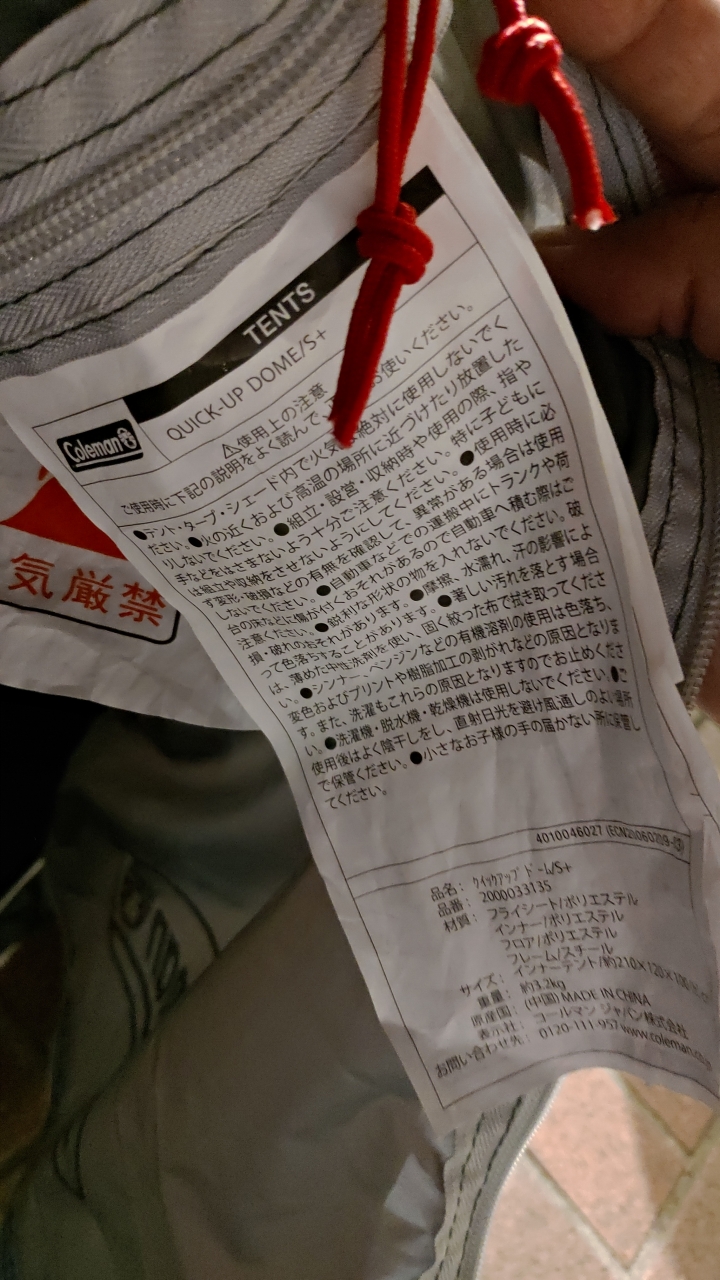 TENTS
Coleman
QUICK-UP DOME/S+
⚠使用上の注意
ご使用時に下記の説明をよく読んで、お使いください。
●テント・タープ・シェード内で火気は絶対に使用しないでく
ださい。●火の近くおよび高温の場所に近づけたり放置した
りしないでください。●組立・設営・収納時や使用の際、指や
手などをはさまないよう十分ご注意ください。特に子どもに
は組立や収納をさせないようにしてください。●使用時に必
ず変形・破損などの有無を確認して、異常がある場合は使用
しないでください。●自動車などでの運搬中にトランクや荷
台の床などに傷が付くおそれがあるので自動車へ積む際はご
注意ください。●鋭利な形状の物を入れないでください。破
損・破れのおそれがあります。●摩擦、水濡れ、汗の影響によ
って色落ちすることがあります。●著しい汚れを落とす場合
は、薄めた中性洗剤を使い、固く絞った布で拭き取ってくださ
い。●シンナー、ベンジンなどの有機溶剤の使用は色落ち、
変色およびプリントや樹脂加工の剥がれなどの原因となりま
す。また、洗濯もこれらの原因となりますのでお止めくださ
い。●洗濯機・脱水機・乾燥機は使用しないでください。●ご
使用後はよく陰干しをし、直射日光を避け風通しのよい場所
で保管ください。●小さなお子様の手の届かない所に保管し
てください。
気厳禁
4010046027 (ECN20060209-③)
品名: クイックアップドーム/S+
品番: 2000033135
材質: フライシート/ポリエステル
インナー/ポリエステル
フロア/ポリエステル
フレーム/スチール
サイズ: インナーテント/約210×120×100
重量: 約3.2kg
原産国: (中国) MADE IN CHINA
表示社: コールマン ジャパン株式会社
お問い合わせ先: 0120-111-957 www.coleman.co